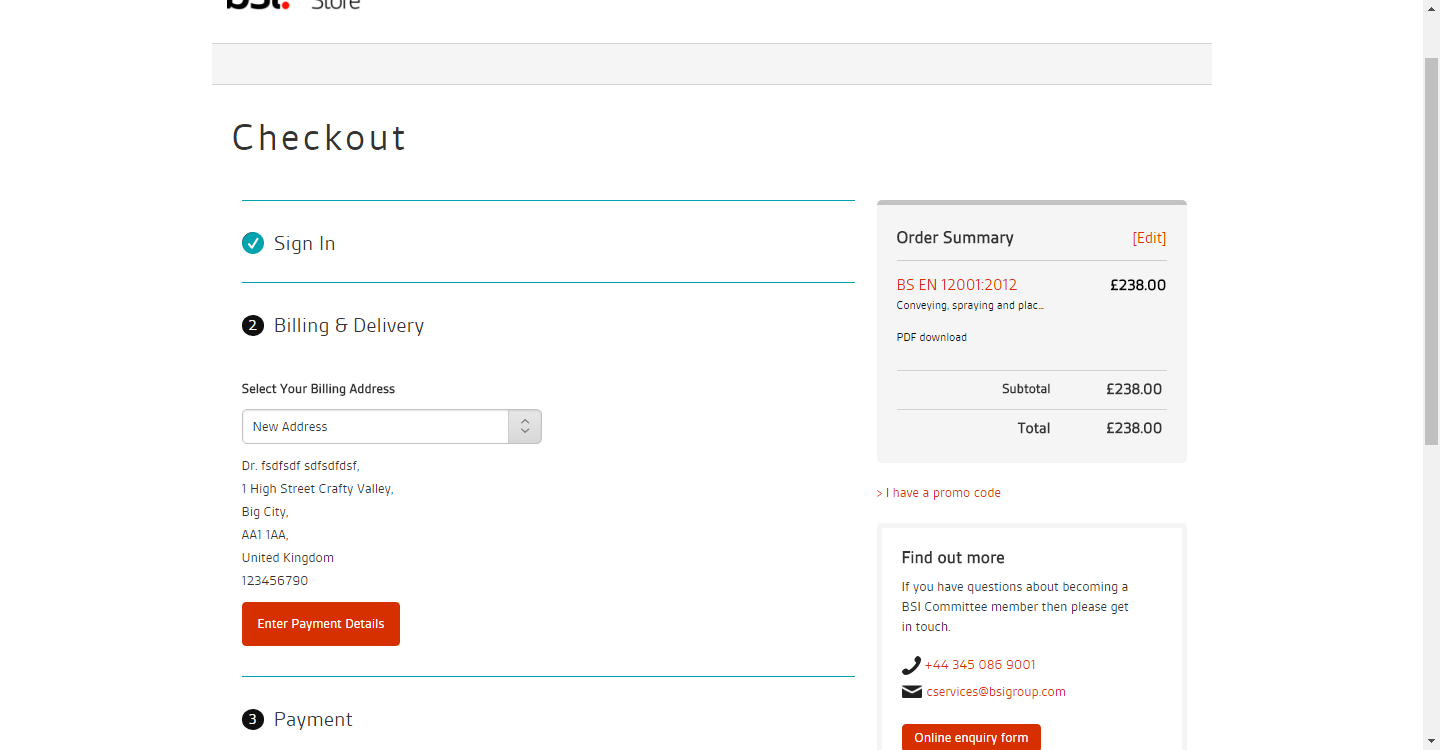 bsi. Store
Checkout
Sign In
2 Billing & Delivery
Select Your Billing Address
New Address
Dr. fsdfsdf sdfsdfdsf,
1 High Street Crafty Valley,
Big City,
AA1 1AA,
United Kingdom
123456790
Enter Payment Details
3 Payment
Order Summary [Edit]
BS EN 12001:2012 £238.00
Conveying, spraying and plac...
PDF download
Subtotal £238.00
Total £238.00
> I have a promo code
Find out more
If you have questions about becoming a
BSI Committee member then please get
in touch.
+44 345 086 9001
cservices@bsigroup.com
Online enquiry form